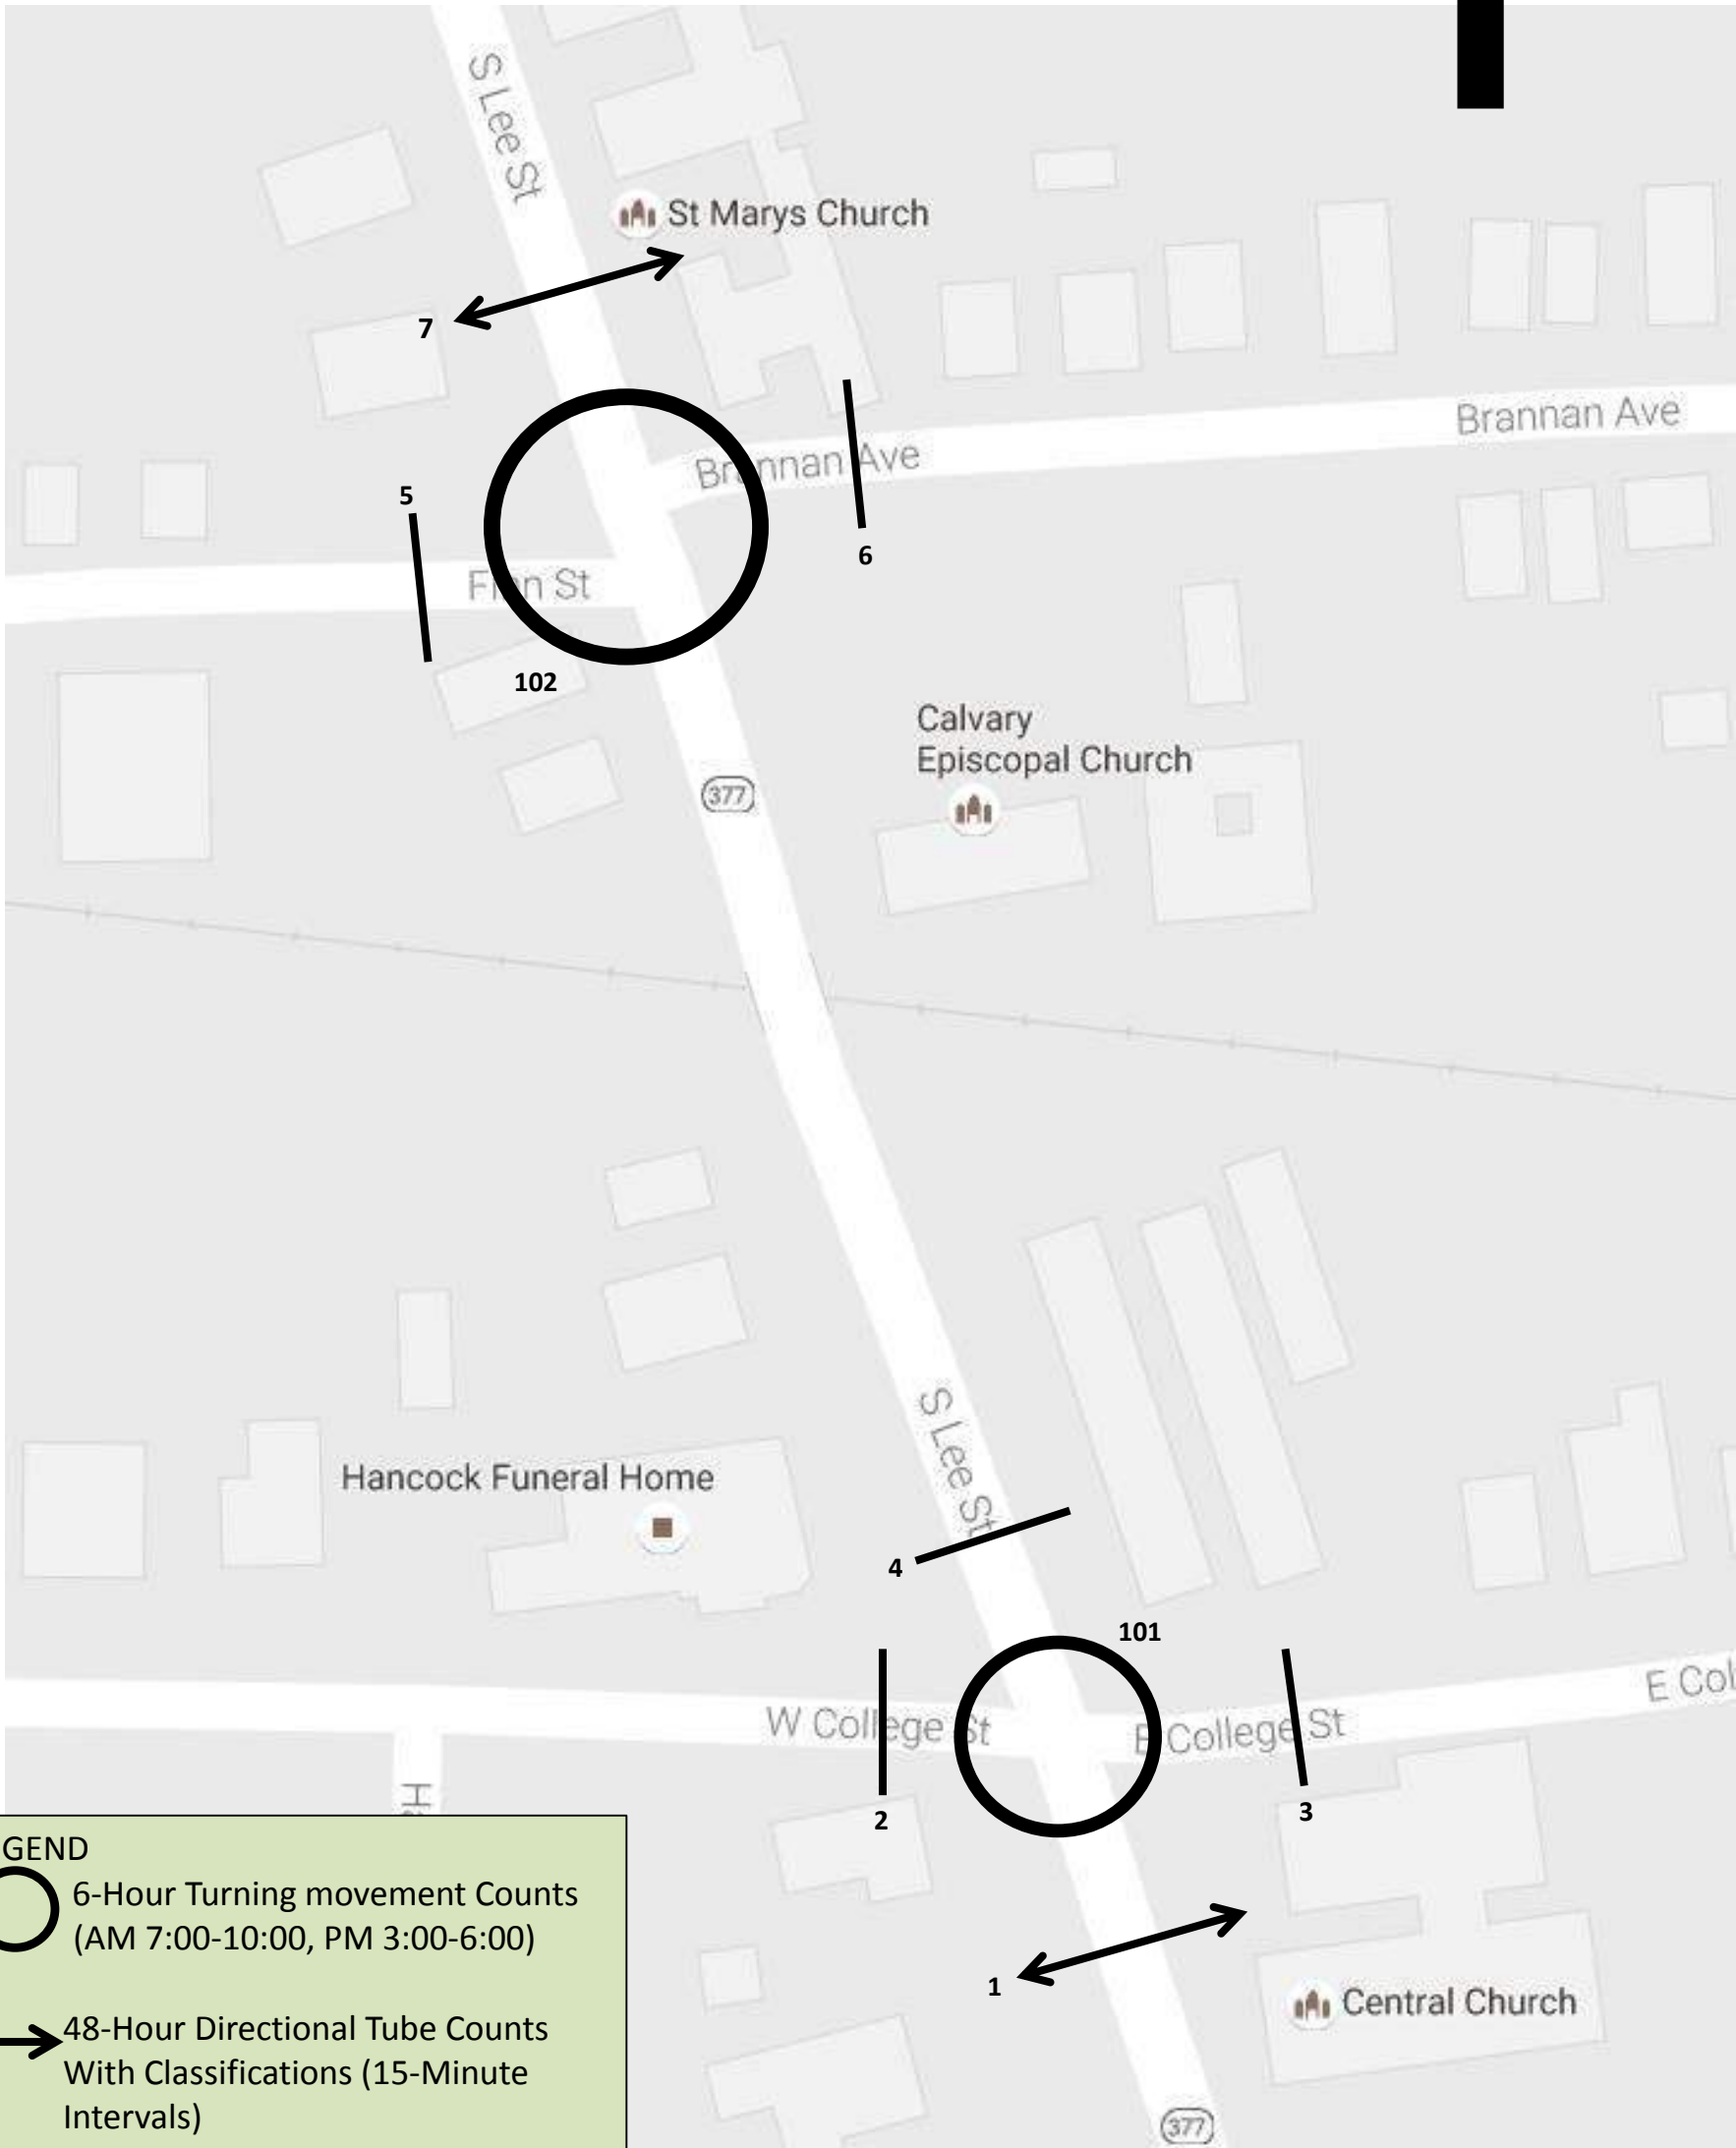 S Lee St
St Marys Church
7
Brannan Ave
Brannan Ave
5
6
Finn St
102
Calvary
Episcopal Church
377
S Lee St
Hancock Funeral Home
4
101
E Col
W College St
E College St
2
3
1
Central Church
377
GEND
6-Hour Turning movement Counts
(AM 7:00-10:00, PM 3:00-6:00)
48-Hour Directional Tube Counts
With Classifications (15-Minute
Intervals)